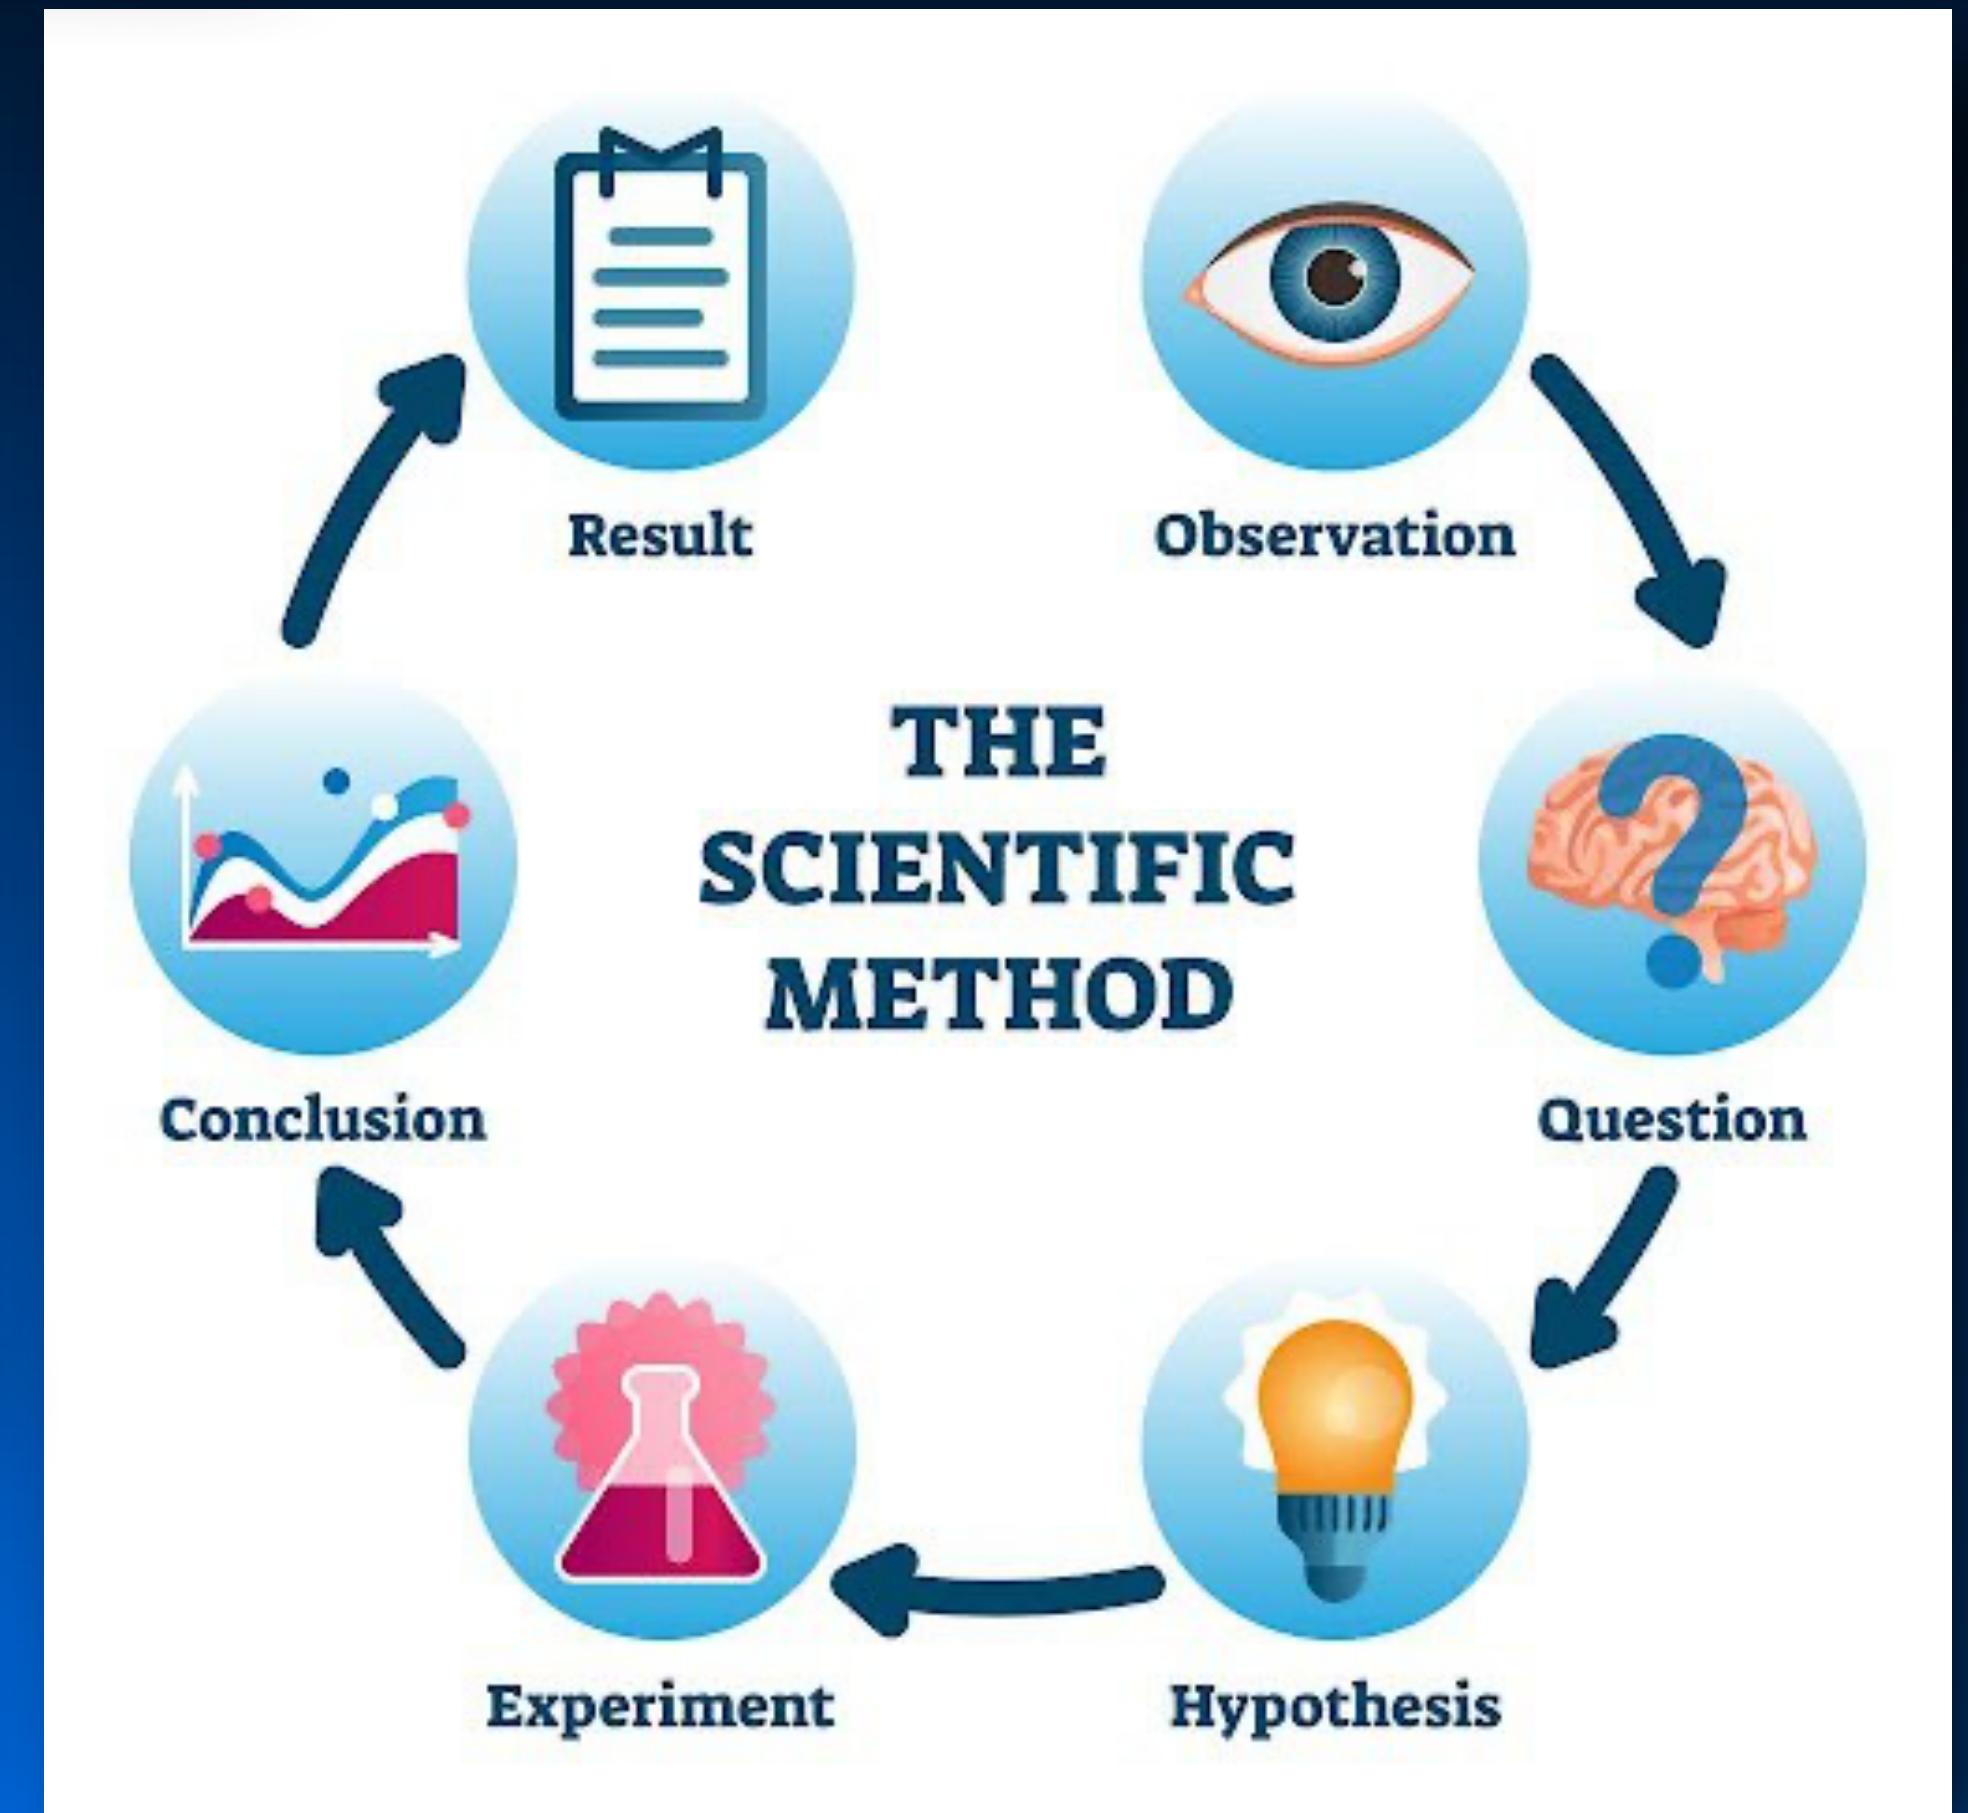 Result
Observation
THE
SCIENTIFIC
METHOD
Conclusion
Question
Experiment
Hypothesis